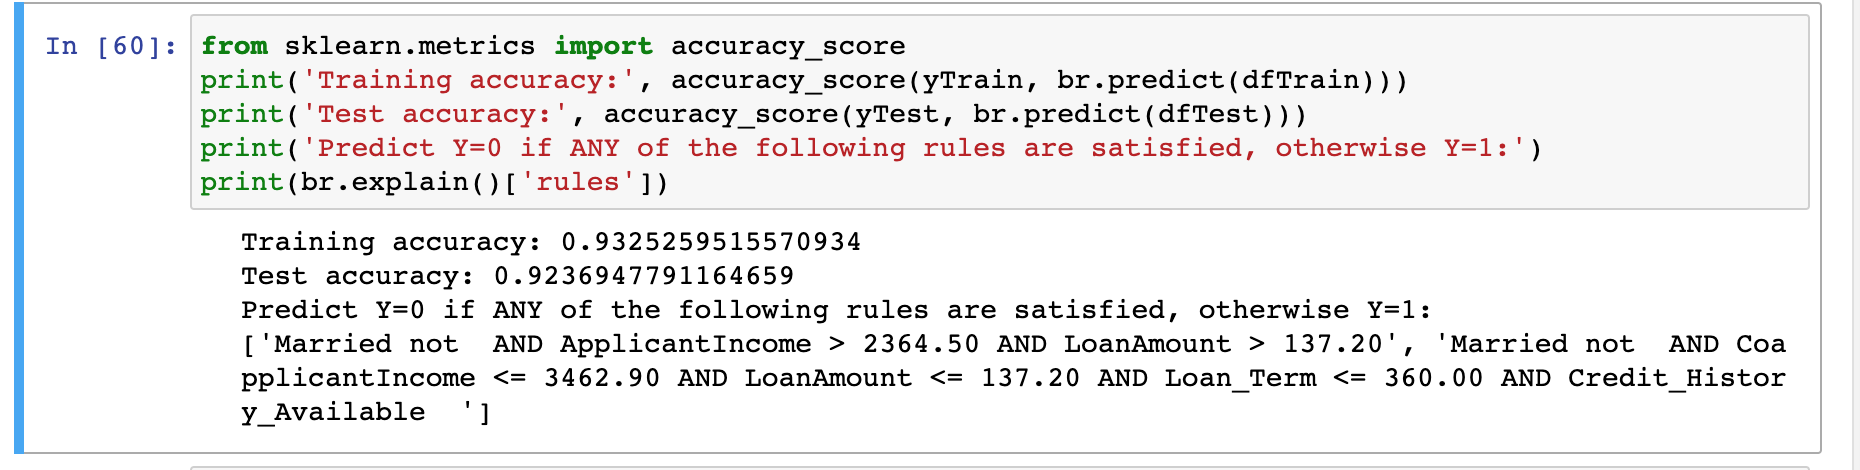 In [60]: from sklearn.metrics import accuracy_score
print('Training accuracy:', accuracy_score(yTrain, br.predict(dfTrain)))
print('Test accuracy:', accuracy_score(yTest, br.predict(dfTest)))
print('Predict Y=0 if ANY of the following rules are satisfied, otherwise Y=1:')
print(br.explain()['rules'])
Training accuracy: 0.9325259515570934
Test accuracy: 0.9236947791164659
Predict Y=0 if ANY of the following rules are satisfied, otherwise Y=1:
['Married not  AND ApplicantIncome > 2364.50 AND LoanAmount > 137.20', 'Married not  AND Coa
pplicantIncome <= 3462.90 AND LoanAmount <= 137.20 AND Loan_Term <= 360.00 AND Credit_Histor
y_Available  ']